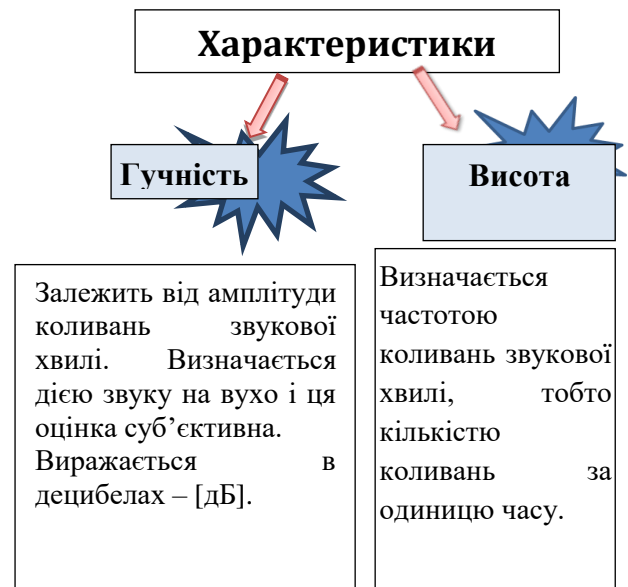 Характеристики
Гучність
Висота
Залежить від амплітуди
коливань звукової
хвилі. Визначається
дією звуку на вухо і ця
оцінка суб’єктивна.
Виражається в
децибелах – [дБ].
Визначається
частотою
коливань звукової
хвилі, тобто
кількістю
коливань за
одиницю часу.